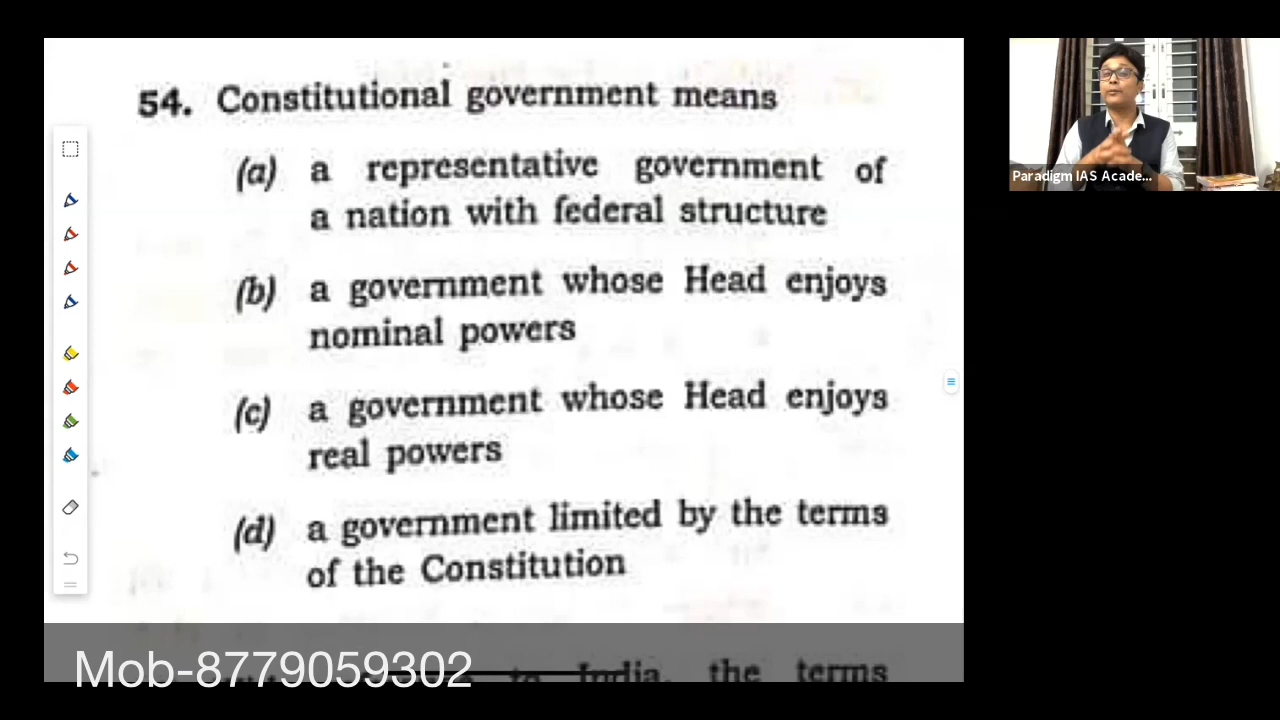 54. Constitutional government means
(a) a representative government of
a nation with federal structure
(b) a government whose Head enjoys
nominal powers
(c) a government whose Head enjoys
real powers
(d) a government limited by the terms
of the Constitution
to India, the terms
Mob-8779059302
Paradigm IAS Acade...